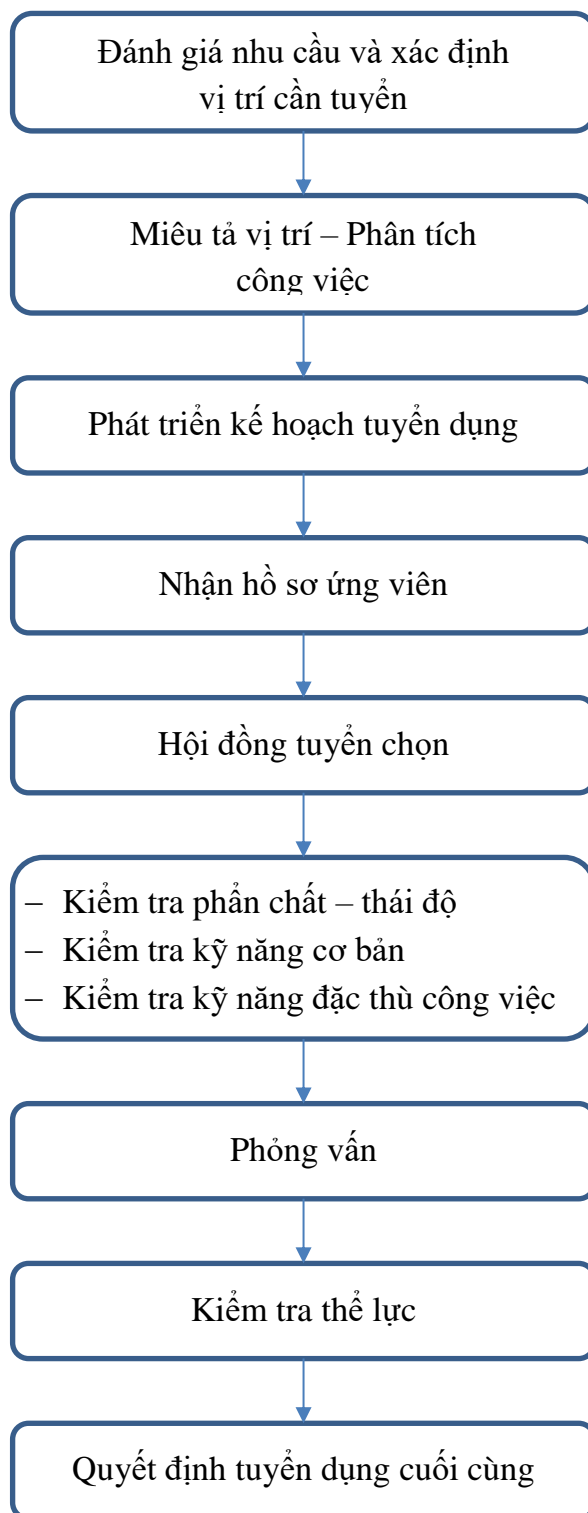 Đánh giá nhu cầu và xác định
vị trí cần tuyển
Miêu tả vị trí – Phân tích
công việc
Phát triển kế hoạch tuyển dụng
Nhận hồ sơ ứng viên
Hội đồng tuyển chọn
– Kiểm tra phẩn chất – thái độ
– Kiểm tra kỹ năng cơ bản
– Kiểm tra kỹ năng đặc thù công việc
Phỏng vấn
Kiểm tra thể lực
Quyết định tuyển dụng cuối cùng